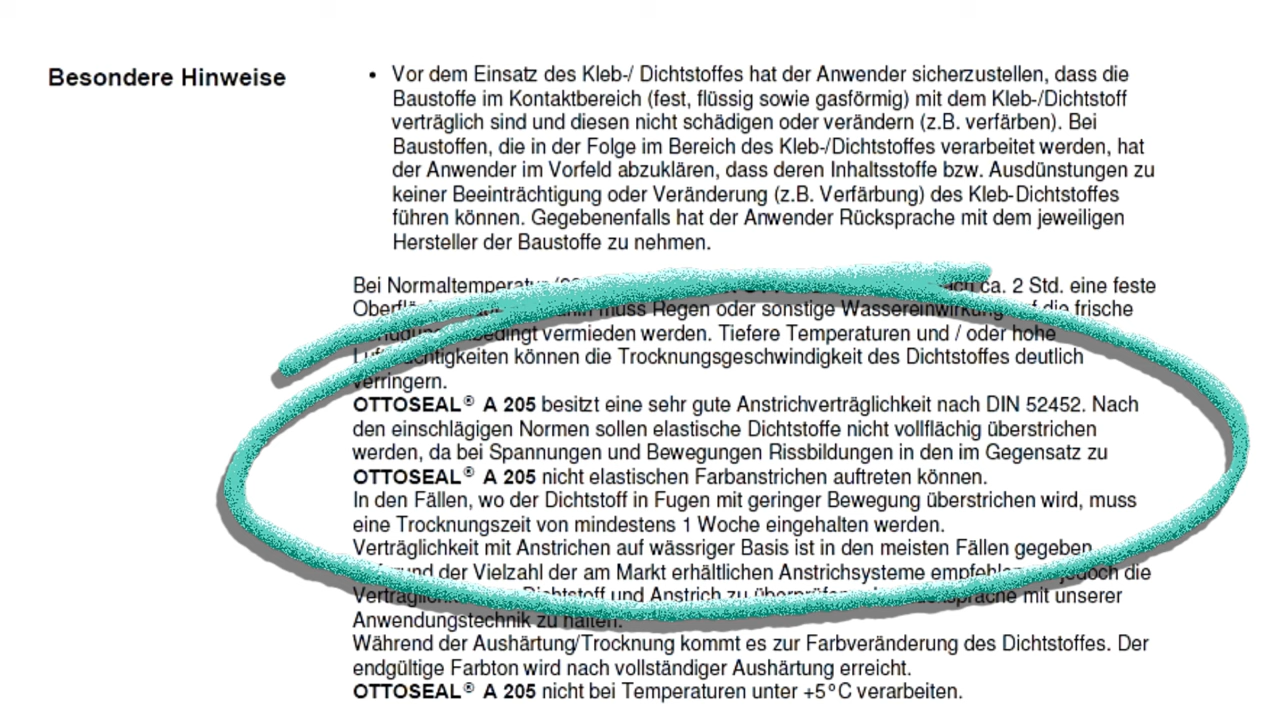 Besondere Hinweise
• Vor dem Einsatz des Kleb-/ Dichtstoffes hat der Anwender sicherzustellen, dass die
Baustoffe im Kontaktbereich (fest, flüssig sowie gasförmig) mit dem Kleb-/Dichtstoff
verträglich sind und diesen nicht schädigen oder verändern (z.B. verfärben). Bei
Baustoffen, die in der Folge im Bereich des Kleb-/Dichtstoffes verarbeitet werden, hat
der Anwender im Vorfeld abzuklären, dass deren Inhaltsstoffe bzw. Ausdünstungen zu
keiner Beeinträchtigung oder Veränderung (z.B. Verfärbung) des Kleb-Dichtstoffes
führen können. Gegebenenfalls hat der Anwender Rücksprache mit dem jeweiligen
Hersteller der Baustoffe zu nehmen.
Bei Normaltemperatur ca. 2 Std. eine feste
muss Regen oder sonstige Wassereinwirkung die frische
vermieden werden. Tiefere Temperaturen und / oder hohe
können die Trocknungsgeschwindigkeit des Dichtstoffes deutlich
verringern.
OTTOSEAL® A 205 besitzt eine sehr gute Anstrichverträglichkeit nach DIN 52452. Nach
den einschlägigen Normen sollen elastische Dichtstoffe nicht vollflächig überstrichen
werden, da bei Spannungen und Bewegungen Rissbildungen in den im Gegensatz zu
OTTOSEAL® A 205 nicht elastischen Farbanstrichen auftreten können.
In den Fällen, wo der Dichtstoff in Fugen mit geringer Bewegung überstrichen wird, muss
eine Trocknungszeit von mindestens 1 Woche eingehalten werden.
Verträglichkeit mit Anstrichen auf wässriger Basis ist in den meisten Fällen gegeben
der Vielzahl der am Markt erhältlichen Anstrichsysteme jedoch die
Dichtstoff und Anstrich zu mit unserer
Anwendungstechnik zu halten.
Während der Aushärtung/Trocknung kommt es zur Farbveränderung des Dichtstoffes. Der
endgültige Farbton wird nach vollständiger Aushärtung erreicht.
OTTOSEAL® A 205 nicht bei Temperaturen unter +5°C verarbeiten.